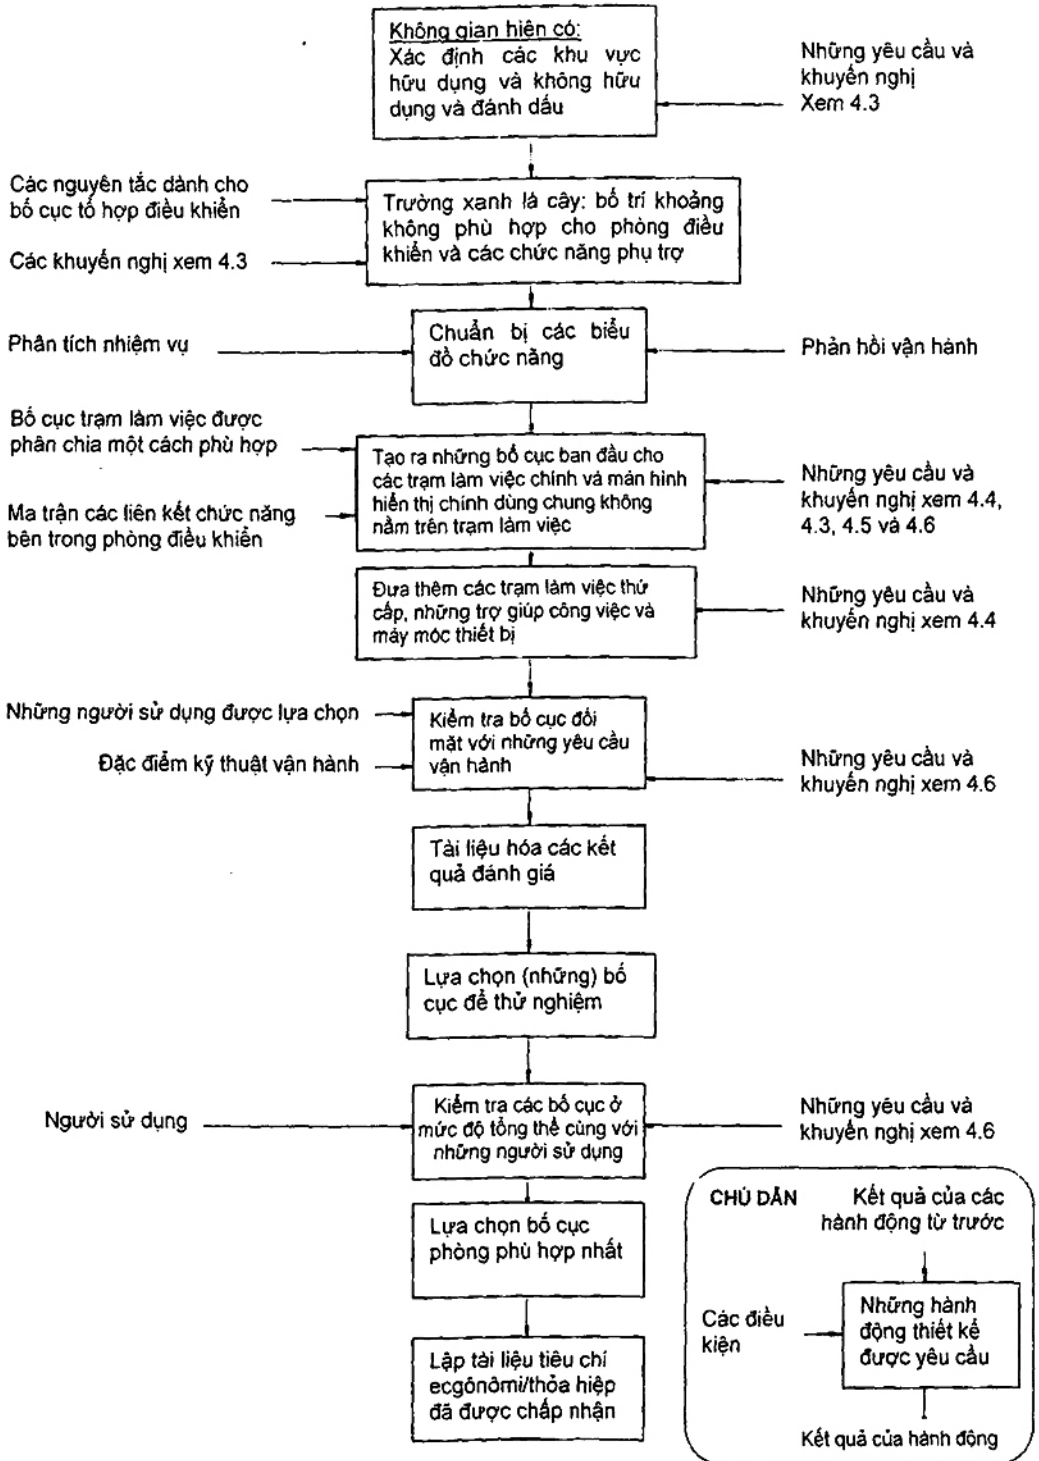 Không gian hiện có:
Xác định các khu vực
hữu dụng và không hữu
dụng và đánh dấu
Những yêu cầu và
khuyến nghị
Xem 4.3
Các nguyên tắc dành cho
bố cục tổ hợp điều khiển
Các khuyến nghị xem 4.3
Trường xanh lá cây: bố trí khoảng
không phù hợp cho phòng điều
khiển và các chức năng phụ trợ
Phân tích nhiệm vụ
Chuẩn bị các biểu
đồ chức năng
Phản hồi vận hành
Bố cục trạm làm việc được
phân chia một cách phù hợp
Ma trận các liên kết chức năng
bên trong phòng điều khiển
Tạo ra những bố cục ban đầu cho
các trạm làm việc chính và màn hình
hiển thị chính dùng chung không
nằm trên trạm làm việc
Những yêu cầu và
khuyến nghị xem 4.4,
4.3, 4.5 và 4.6
Đưa thêm các trạm làm việc thứ
cấp, những trợ giúp công việc và
máy móc thiết bị
Những yêu cầu và
khuyến nghị xem 4.4
Những người sử dụng được lựa chọn
Đặc điểm kỹ thuật vận hành
Kiểm tra bố cục đối
mặt với những yêu cầu
vận hành
Những yêu cầu và
khuyến nghị xem 4.6
Tài liệu hóa các kết
quả đánh giá
Lựa chọn (những) bố
cục để thử nghiệm
Người sử dụng
Kiểm tra các bố cục ở
mức độ tổng thể cùng với
những người sử dụng
Những yêu cầu và
khuyến nghị xem 4.6
Lựa chọn bố cục
phòng phù hợp nhất
Lập tài liệu tiêu chí
ecgônômi/thỏa hiệp
đã được chấp nhận
CHÚ DẪN
Kết quả của các
hành động từ trước
Các điều
kiện
Những hành
động thiết kế
được yêu cầu
Kết quả của hành động